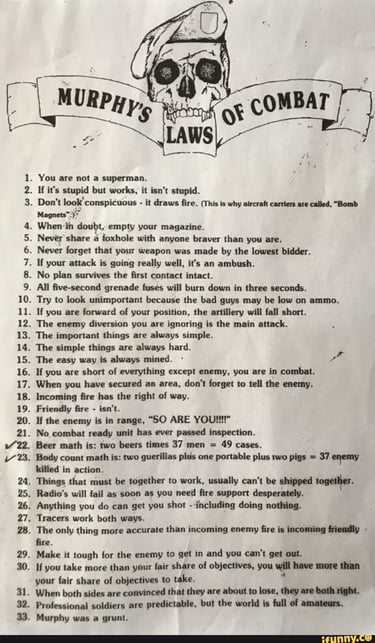 MURPHY'S
LAWS
OF COMBAT
1. You are not a superman.
2. If it's stupid but works, it isn't stupid.
3. Don't look conspicuous - it draws fire. (This is why aircraft carriers are called, "Bomb
Magnets".)
4. When in doubt, empty your magazine.
5. Never share a foxhole with anyone braver than you are.
6. Never forget that your weapon was made by the lowest bidder.
7. If your attack is going really well, it's an ambush.
8. No plan survives the first contact intact.
9. All five-second grenade fuses will burn down in three seconds.
10. Try to look unimportant because the bad guys may be low on ammo.
11. If you are forward of your position, the artillery will fall short.
12. The enemy diversion you are ignoring is the main attack.
13. The important things are always simple.
14. The simple things are always hard.
15. The easy way is always mined.
16. If you are short of everything except enemy, you are in combat.
17. When you have secured an area, don't forget to tell the enemy.
18. Incoming fire has the right of way.
19. Friendly fire - isn't.
20. If the enemy is in range, "SO ARE YOU!!!!"
21. No combat ready unit has ever passed inspection.
22. Beer math is: two beers times 37 men = 49 cases.
23. Body count math is: two guerillas plus one portable plus two pigs = 37 enemy
killed in action.
24. Things that must be together to work, usually can't be shipped together.
25. Radio's will fail as soon as you need fire support desperately.
26. Anything you do can get you shot - including doing nothing.
27. Tracers work both ways.
28. The only thing more accurate than incoming enemy fire is incoming friendly
fire.
29. Make it tough for the enemy to get in and you can't get out.
30. If you take more than your fair share of objectives, you will have more than
your fair share of objectives to take.
31. When both sides are convinced that they are about to lose, they are both right.
32. Professional soldiers are predictable, but the world is full of amateurs.
33. Murphy was a grunt.
ifunny.co